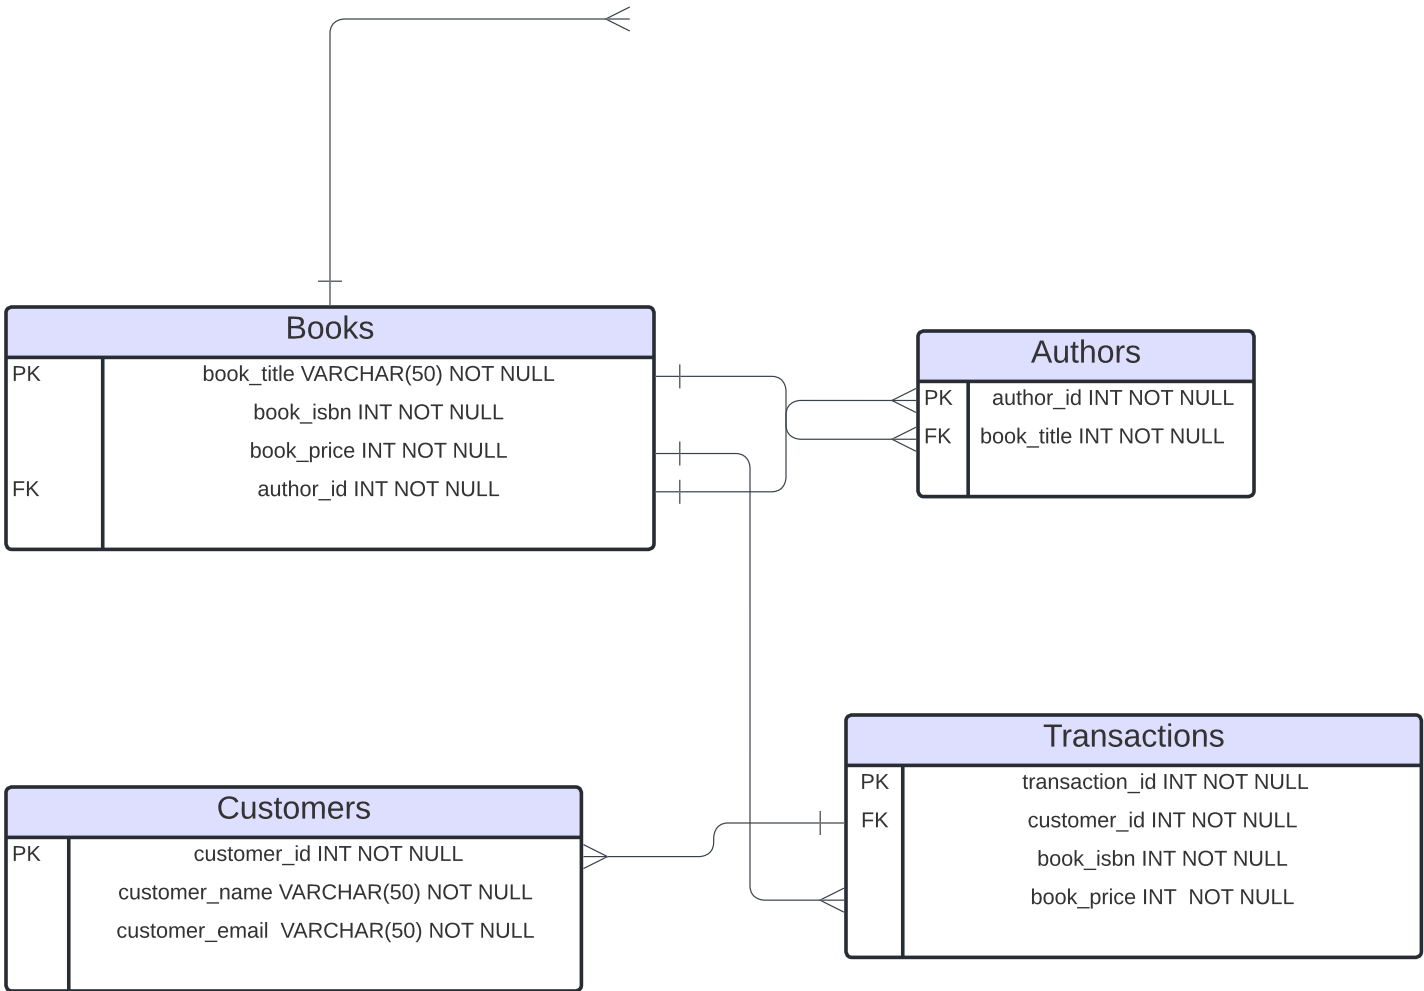 Books
PK book_title VARCHAR(50) NOT NULL
book_isbn INT NOT NULL
book_price INT NOT NULL
FK author_id INT NOT NULL
Authors
PK author_id INT NOT NULL
FK book_title INT NOT NULL
Transactions
PK transaction_id INT NOT NULL
FK customer_id INT NOT NULL
book_isbn INT NOT NULL
book_price INT  NOT NULL
Customers
PK customer_id INT NOT NULL
customer_name VARCHAR(50) NOT NULL
customer_email  VARCHAR(50) NOT NULL